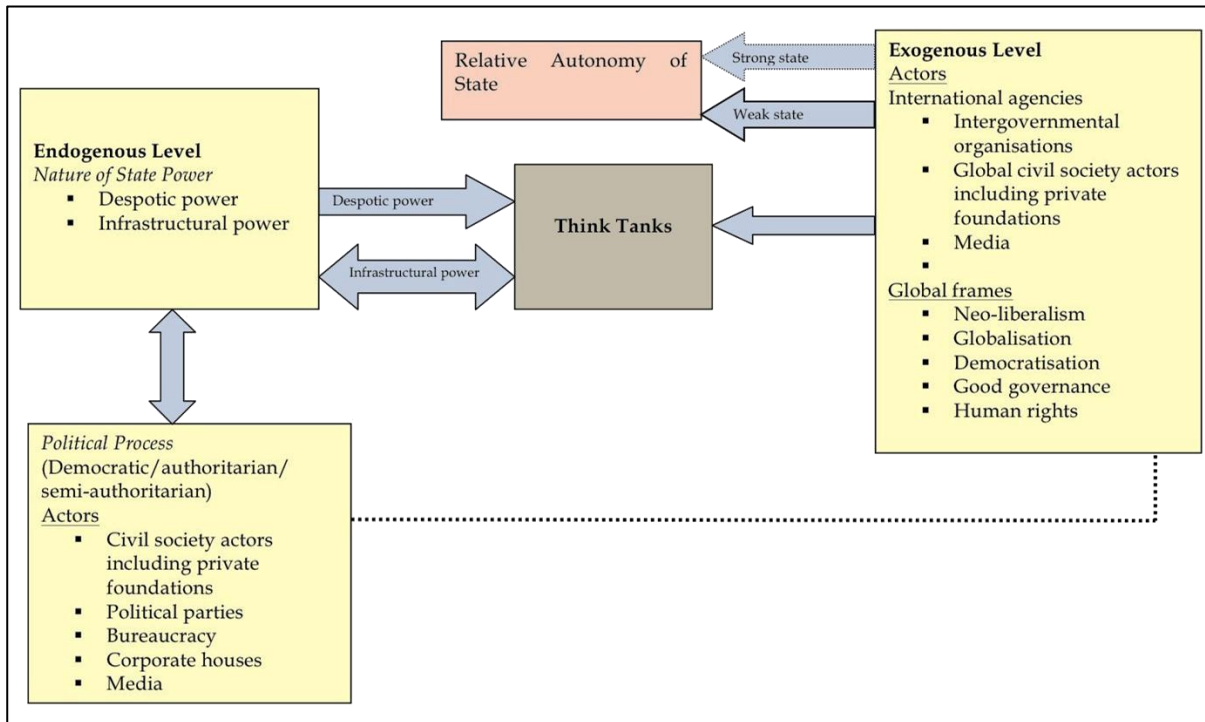 Relative Autonomy of
State
Strong state
Weak state
Exogenous Level
Actors
International agencies
▪ Intergovernmental
organisations
▪ Global civil society actors
including private
foundations
▪ Media
▪
Global frames
▪ Neo-liberalism
▪ Globalisation
▪ Democratisation
▪ Good governance
▪ Human rights
Endogenous Level
Nature of State Power
▪ Despotic power
▪ Infrastructural power
Despotic power
Infrastructural power
Think Tanks
Political Process
(Democratic/authoritarian/
semi-authoritarian)
Actors
▪ Civil society actors
including private
foundations
▪ Political parties
▪ Bureaucracy
▪ Corporate houses
▪ Media